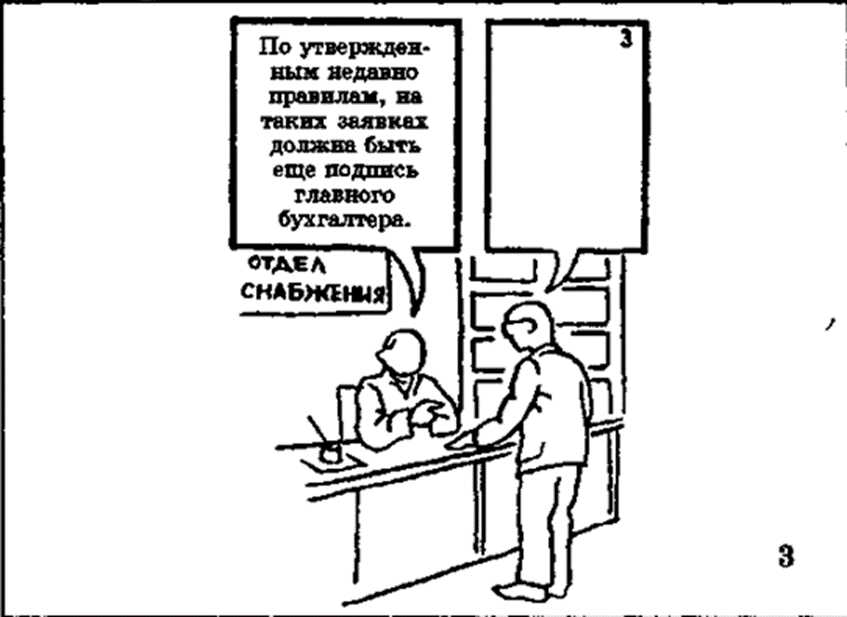 По утвержден-
ным недавно
правилам, на
таких заявках
должна быть
еще подпись
главного
бухгалтера.
3
ОТДЕЛ
СНАБЖЕНИЯ
3